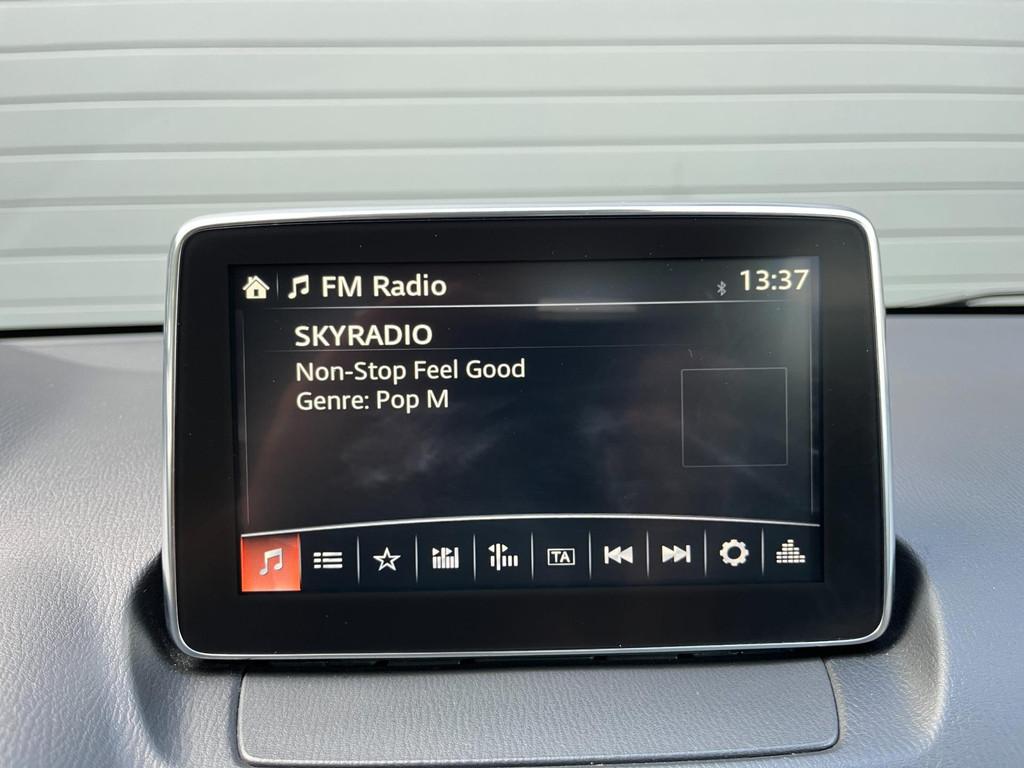 FM Radio
13:37
SKYRADIO
Non-Stop Feel Good
Genre: Pop M
TA